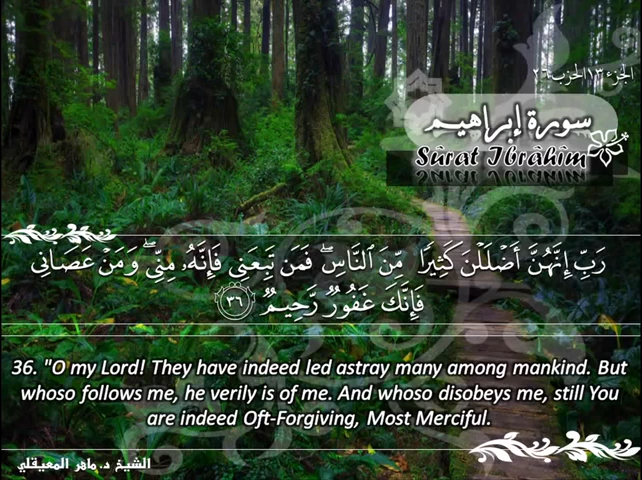 الجزء ١٣ الحزب ٢٦
سورة إبراهيم
Sûrat Ibrâhîm
رَبِّ إِنَّهُنَّ أَضْلَلْنَ كَثِيرًا مِّنَ ٱلنَّاسِ ۖ فَمَن تَبِعَنِى فَإِنَّهُۥ مِنِّى ۖ وَمَنْ عَصَانِى
فَإِنَّكَ غَفُورٌ رَّحِيمٌ ٣٦
36. "O my Lord! They have indeed led astray many among mankind. But
whoso follows me, he verily is of me. And whoso disobeys me, still You
are indeed Oft-Forgiving, Most Merciful.
الشيخ د. ماهر المعيقلي